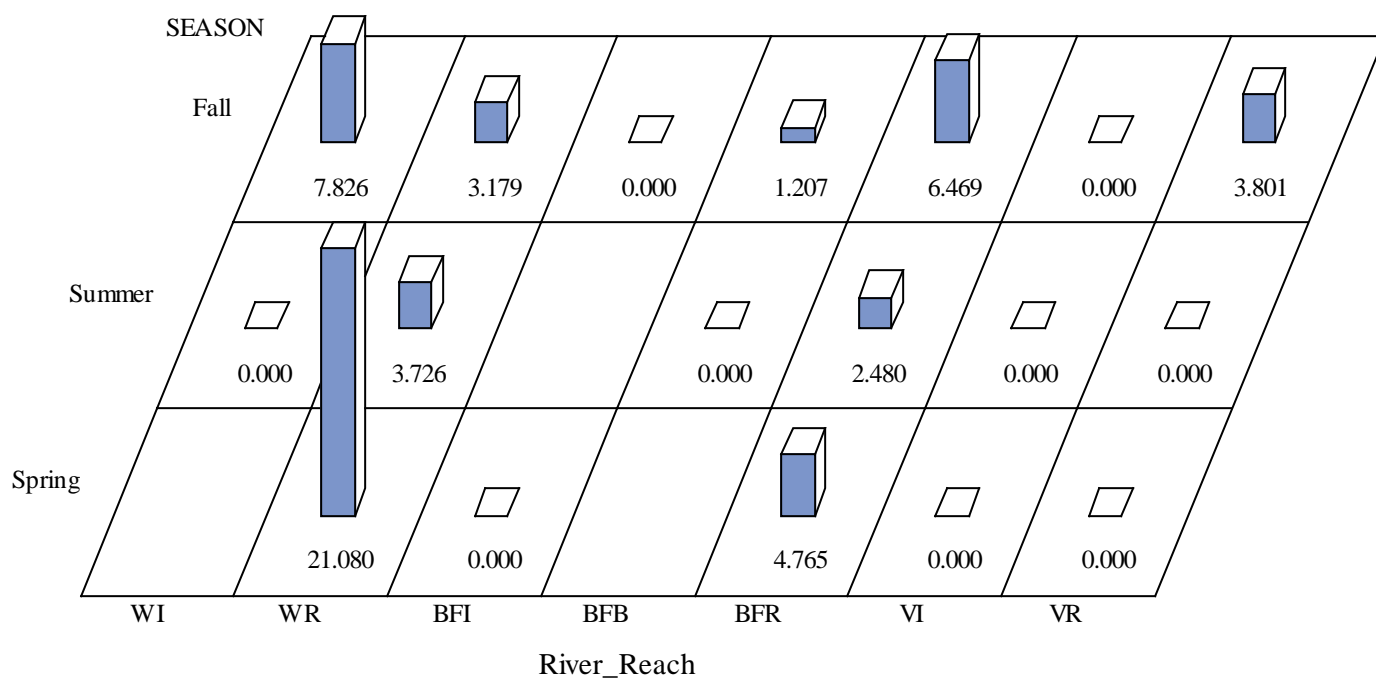 SEASON
Fall
7.826 3.179 0.000 1.207 6.469 0.000 3.801
Summer
0.000 3.726 0.000 2.480 0.000 0.000
Spring
21.080 0.000 4.765 0.000 0.000
WI WR BFI BFB BFR VI VR
River_Reach